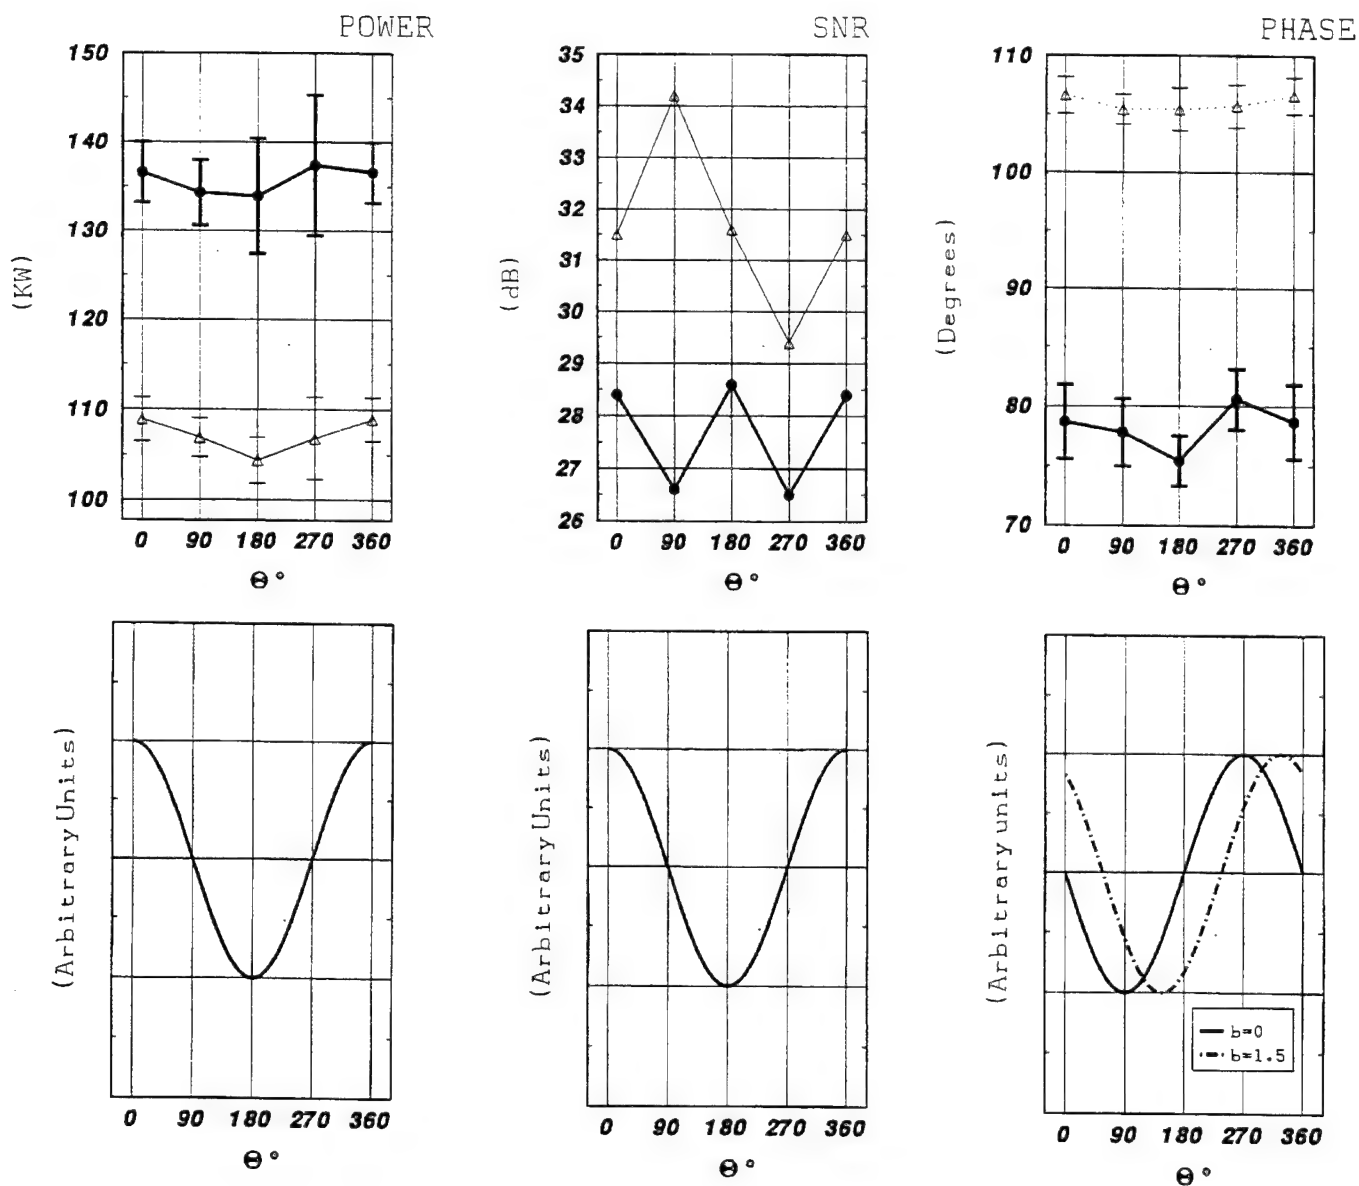 POWER
150
140
130
120
110
100
(KW)
0 90 180 270 360
Θ°
SNR
35
34
33
32
31
30
29
28
27
26
(dB)
0 90 180 270 360
Θ°
PHASE
110
100
90
80
70
(Degrees)
0 90 180 270 360
Θ°
(Arbitrary Units)
0 90 180 270 360
Θ°
(Arbitrary Units)
0 90 180 270 360
Θ°
(Arbitrary units)
b=0
b=1.5
0 90 180 270 360
Θ°